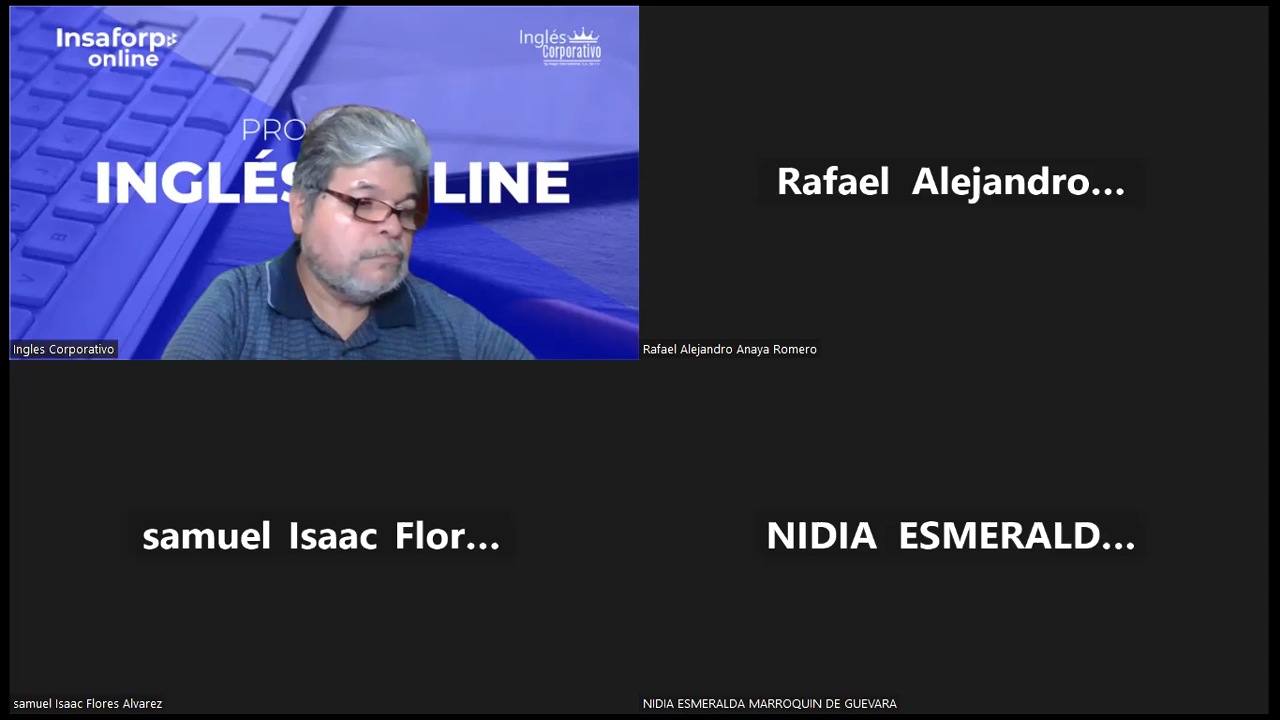 Insaforp
online
Inglés
Corporativo
INGLÉS LINE
Ingles Corporativo
Rafael Alejandro...
Rafael Alejandro Anaya Romero
samuel Isaac Flor...
samuel Isaac Flores Alvarez
NIDIA ESMERALD...
NIDIA ESMERALDA MARROQUIN DE GUEVARA